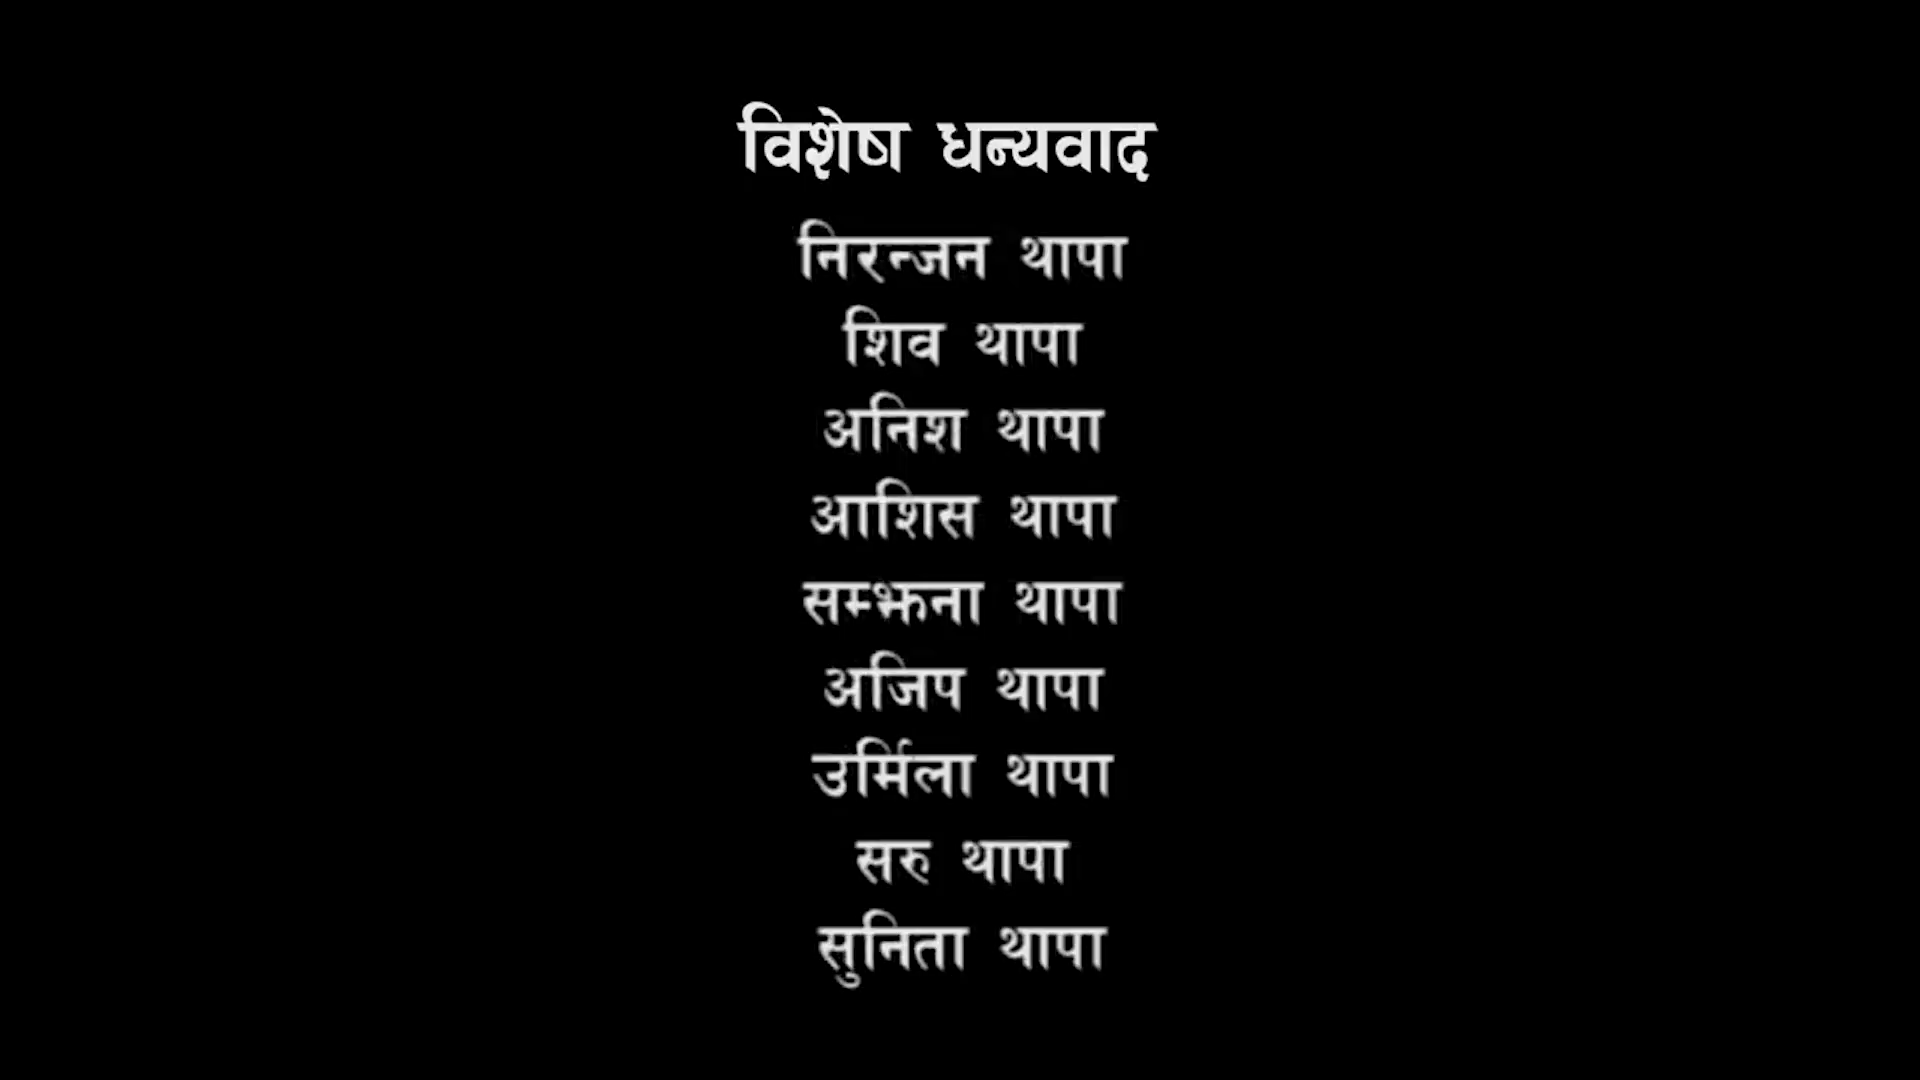 विशेष धन्यवाद
निरन्जन थापा
शिव थापा
अनिश थापा
आशिस थापा
सम्झना थापा
अजिप थापा
उर्मिला थापा
सरु थापा
सुनिता थापा